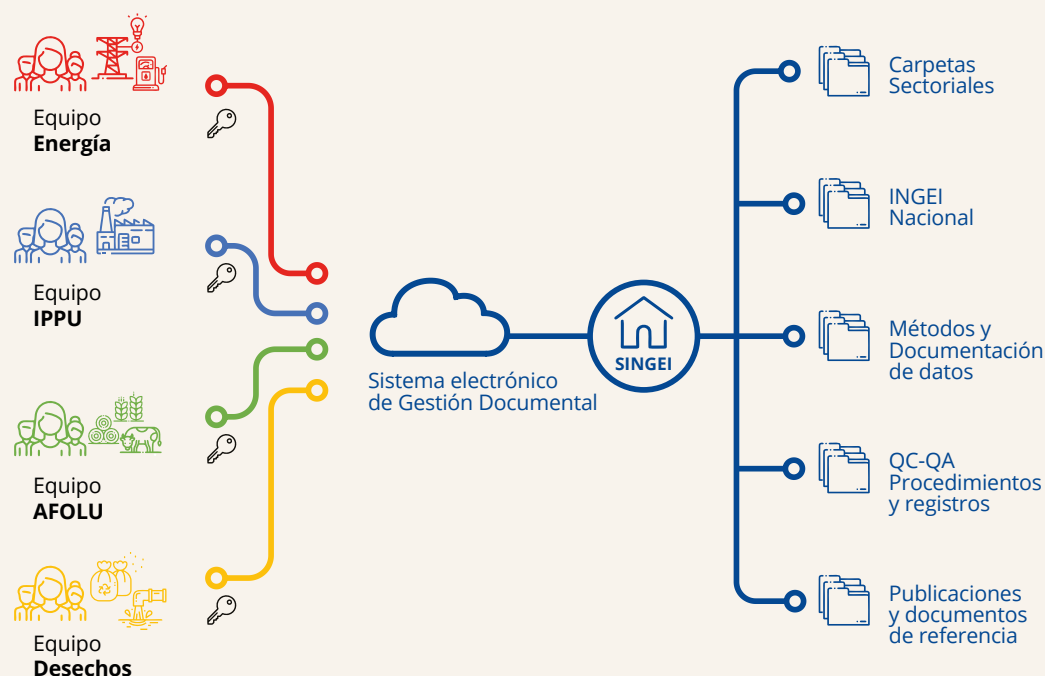 Equipo
Energía
Equipo
IPPU
Equipo
AFOLU
Equipo
Desechos
Sistema electrónico
de Gestión Documental
SINGEI
Carpetas
Sectoriales
INGEI
Nacional
Métodos y
Documentación
de datos
QC-QA
Procedimientos
y registros
Publicaciones
y documentos
de referencia